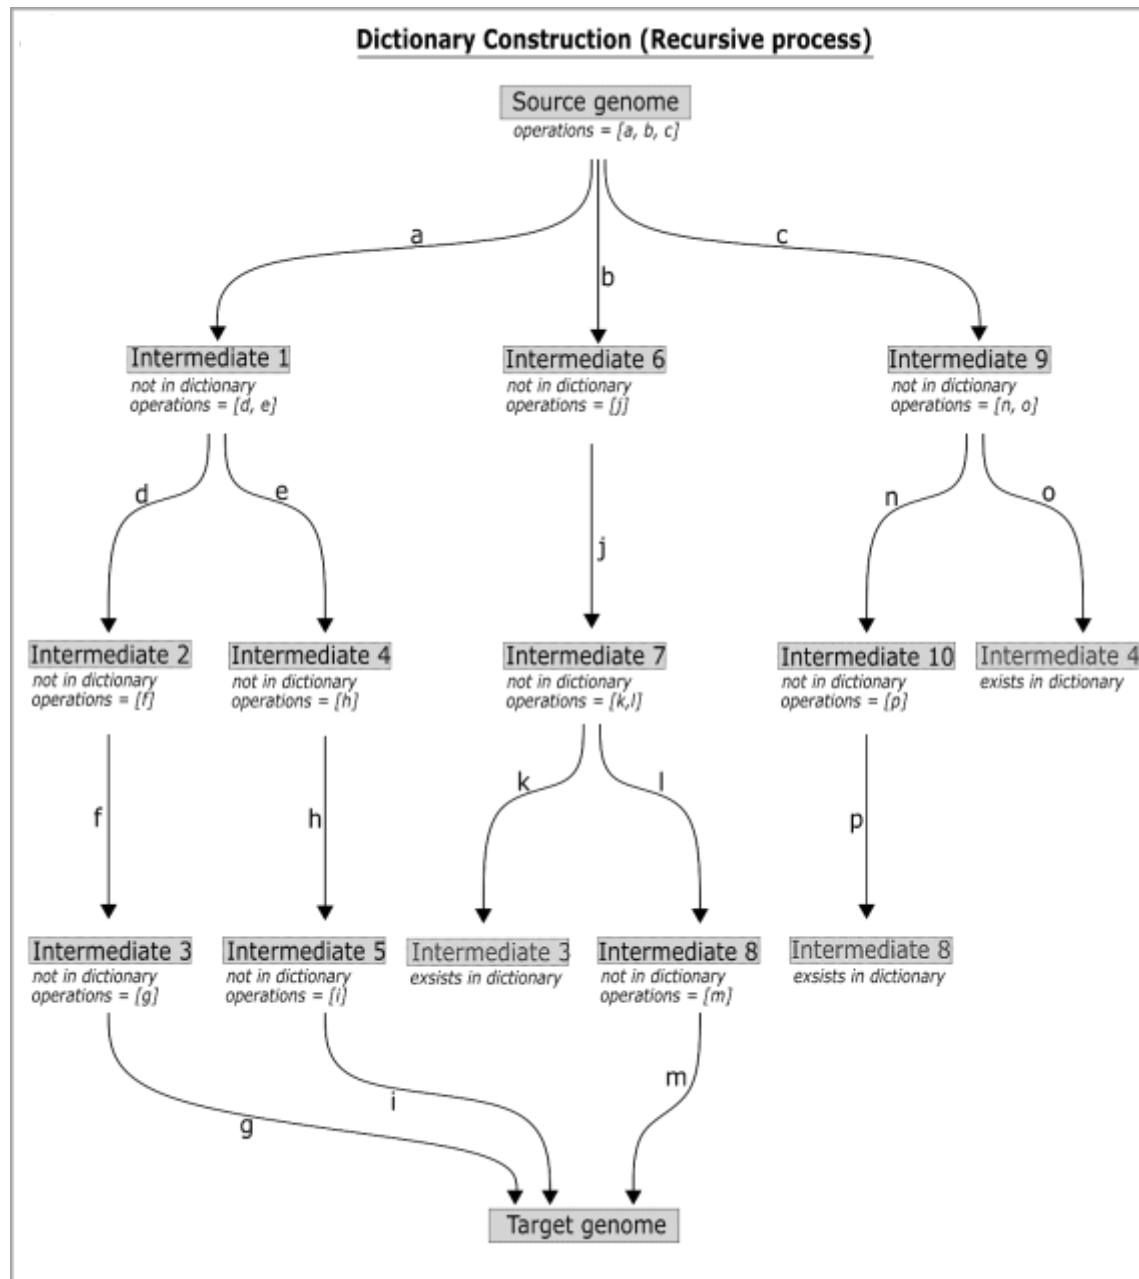 Dictionary Construction (Recursive process)
Source genome
operations = [a, b, c]
a
b
c
Intermediate 1
not in dictionary
operations = [d, e]
Intermediate 6
not in dictionary
operations = [j]
Intermediate 9
not in dictionary
operations = [n, o]
d
e
j
n
o
Intermediate 2
not in dictionary
operations = [f]
Intermediate 4
not in dictionary
operations = [h]
Intermediate 7
not in dictionary
operations = [k,l]
Intermediate 10
not in dictionary
operations = [p]
Intermediate 4
exists in dictionary
f
h
k
l
p
Intermediate 3
not in dictionary
operations = [g]
Intermediate 5
not in dictionary
operations = [i]
Intermediate 3
exsists in dictionary
Intermediate 8
not in dictionary
operations = [m]
Intermediate 8
exsists in dictionary
g
i
m
Target genome